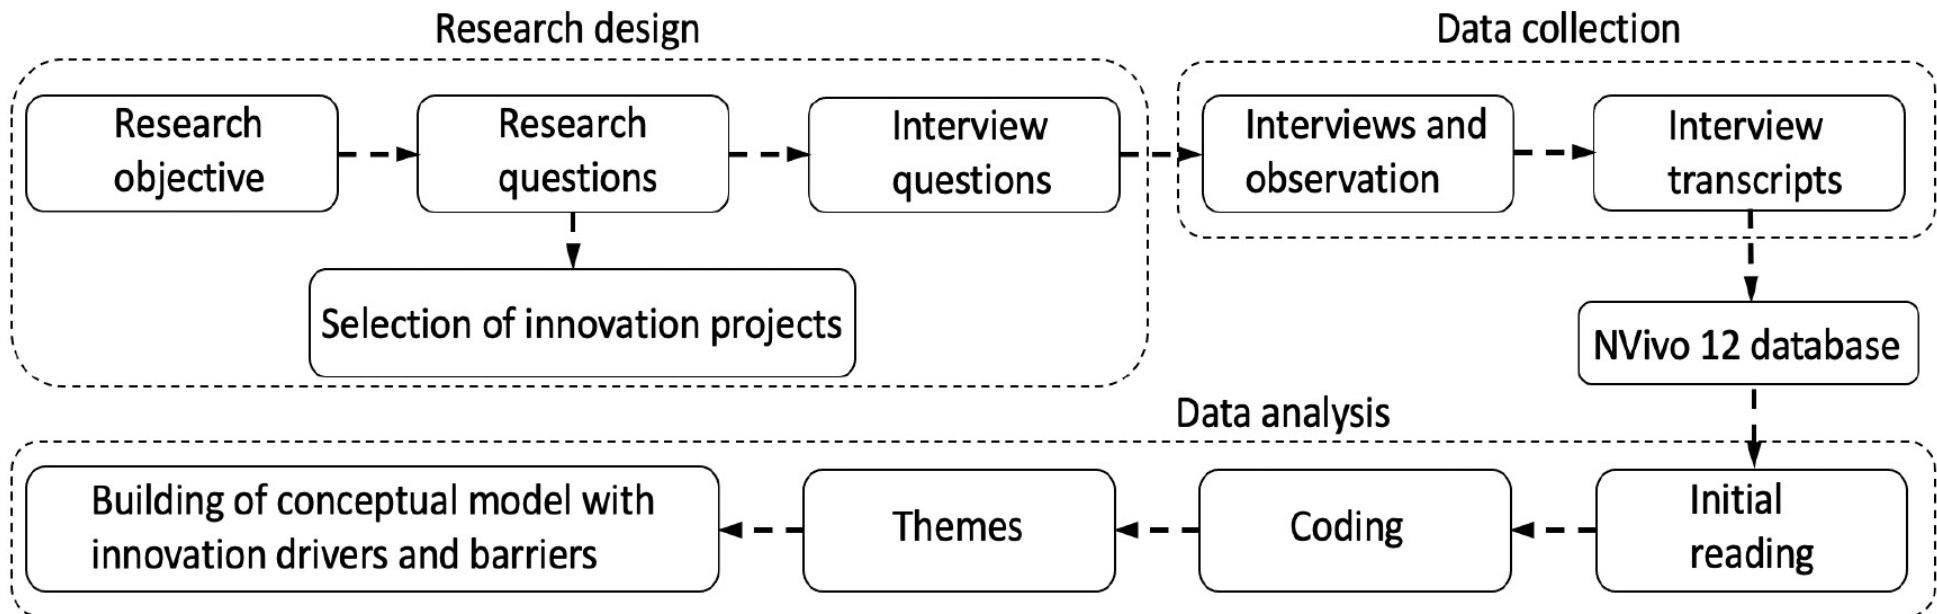 Research design
Data collection
Research
objective
Research
questions
Interview
questions
Interviews and
observation
Interview
transcripts
Selection of innovation projects
NVivo 12 database
Data analysis
Building of conceptual model with
innovation drivers and barriers
Themes
Coding
Initial
reading